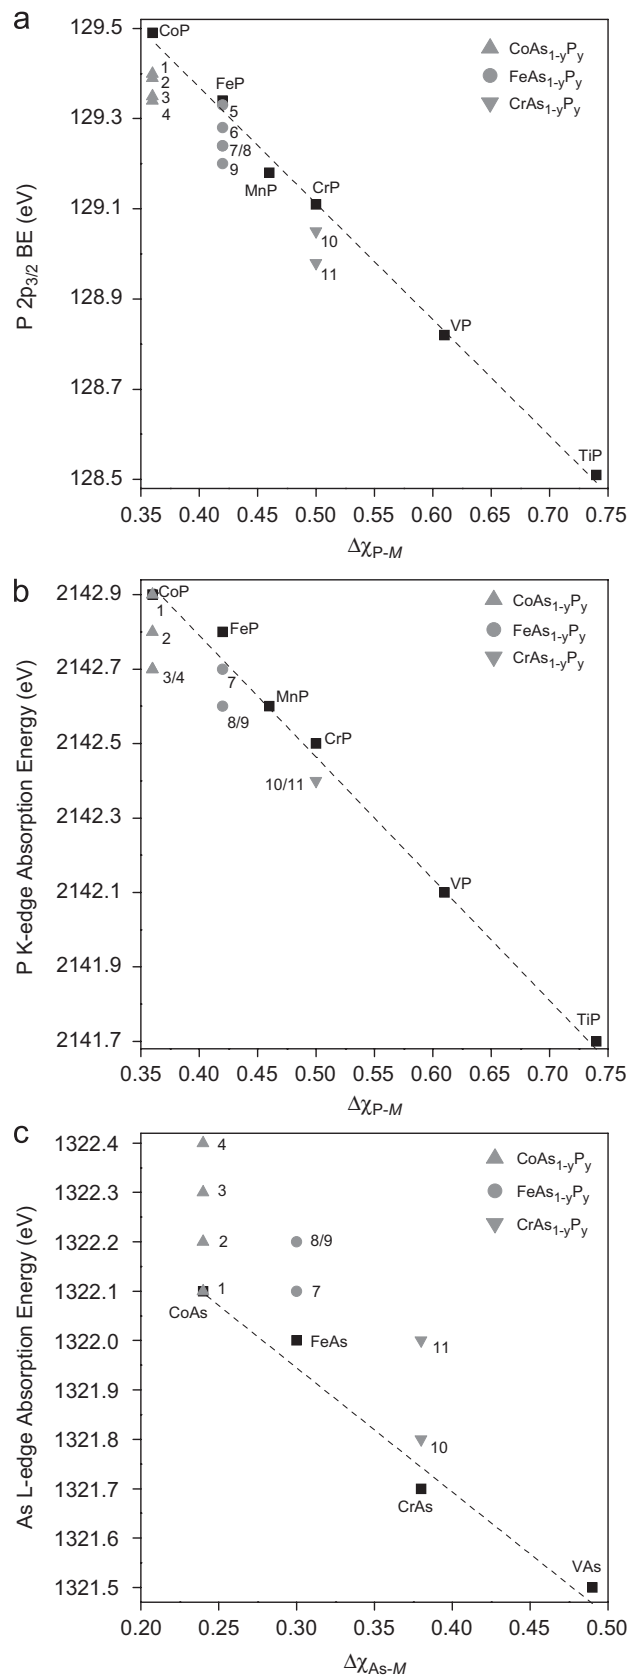 a
129.5
129.3
129.1
128.9
128.7
128.5
P 2p3/2 BE (eV)
CoP
1
2
3
4
FeP
5
6
7/8
9
MnP
CrP
10
11
VP
TiP
CoAs1-yPy
FeAs1-yPy
CrAs1-yPy
0.35 0.40 0.45 0.50 0.55 0.60 0.65 0.70 0.75
ΔχP-M
b
2142.9
2142.7
2142.5
2142.3
2142.1
2141.9
2141.7
P K-edge Absorption Energy (eV)
CoP
1
2
3/4
FeP
7
8/9
MnP
CrP
10/11
VP
TiP
CoAs1-yPy
FeAs1-yPy
CrAs1-yPy
0.35 0.40 0.45 0.50 0.55 0.60 0.65 0.70 0.75
ΔχP-M
c
1322.4
1322.3
1322.2
1322.1
1322.0
1321.9
1321.8
1321.7
1321.6
1321.5
As L-edge Absorption Energy (eV)
4
3
2
1
CoAs
8/9
7
FeAs
11
10
CrAs
VAs
CoAs1-yPy
FeAs1-yPy
CrAs1-yPy
0.20 0.25 0.30 0.35 0.40 0.45 0.50
ΔχAs-M